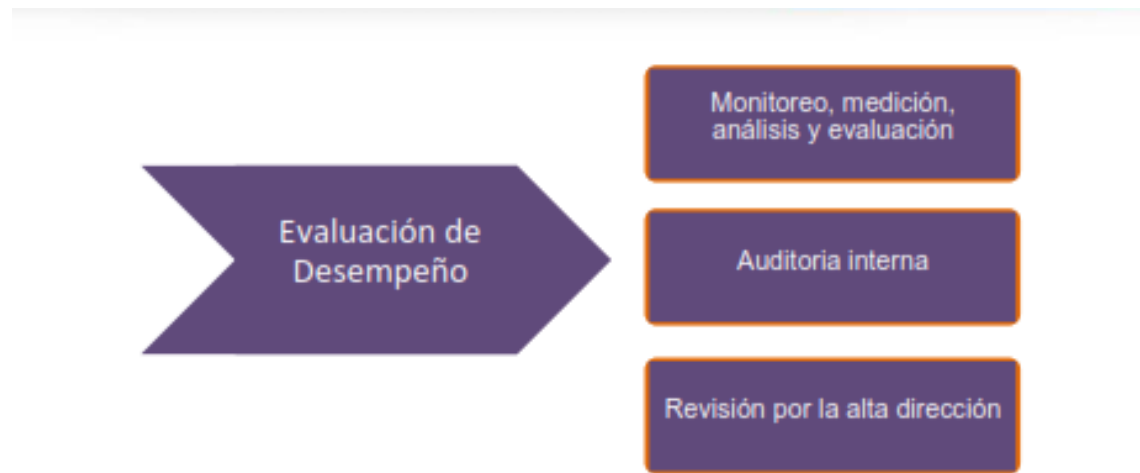 Evaluación de
Desempeño
Monitoreo, medición,
análisis y evaluación
Auditoria interna
Revisión por la alta dirección